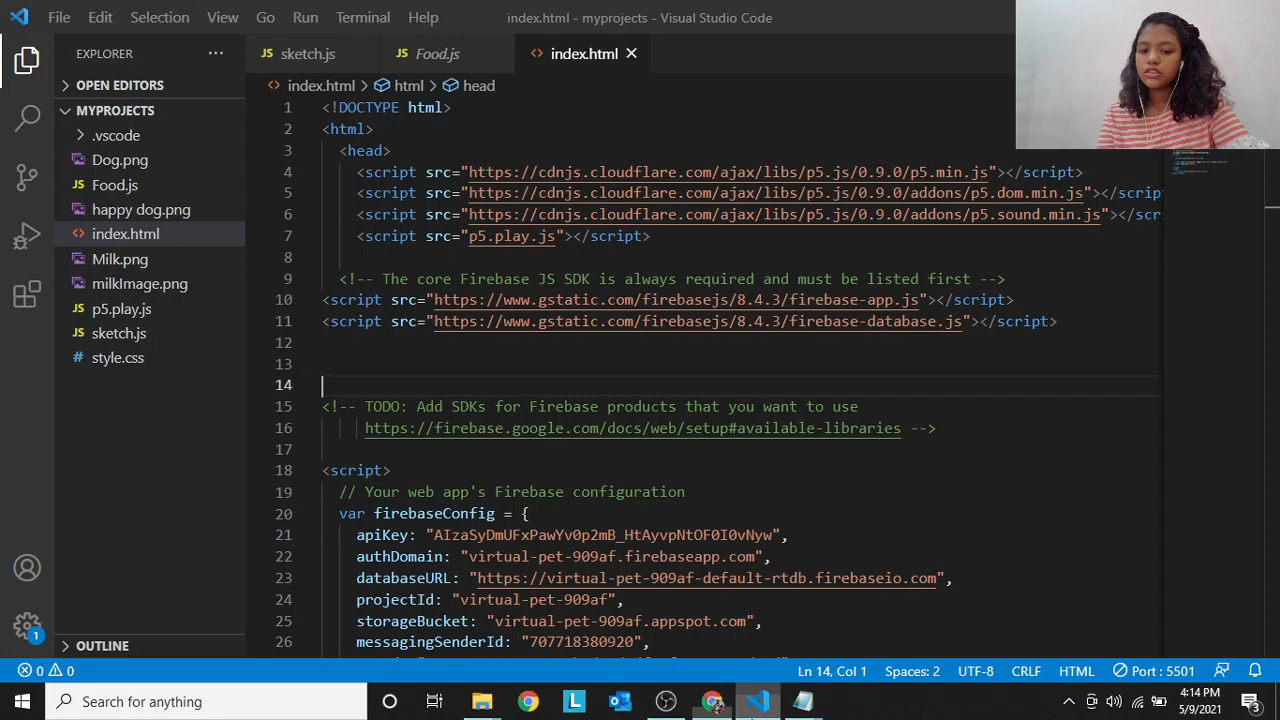 File Edit Selection View Go Run Terminal Help index.html - myprojects - Visual Studio Code
EXPLORER ··· sketch.js Food.js index.html
OPEN EDITORS index.html > html > head
MYPROJECTS
.vscode
Dog.png
Food.js
happy dog.png
index.html
Milk.png
milkImage.png
p5.play.js
sketch.js
style.css
OUTLINE
1 <!DOCTYPE html>
2 <html>
3 <head>
4 <script src="https://cdnjs.cloudflare.com/ajax/libs/p5.js/0.9.0/p5.min.js"></script>
5 <script src="https://cdnjs.cloudflare.com/ajax/libs/p5.js/0.9.0/addons/p5.dom.min.js"></scrip
6 <script src="https://cdnjs.cloudflare.com/ajax/libs/p5.js/0.9.0/addons/p5.sound.min.js"></sc
7 <script src="p5.play.js"></script>
8
9 <!-- The core Firebase JS SDK is always required and must be listed first -->
10 <script src="https://www.gstatic.com/firebasejs/8.4.3/firebase-app.js"></script>
11 <script src="https://www.gstatic.com/firebasejs/8.4.3/firebase-database.js"></script>
12
13
14
15 <!-- TODO: Add SDKs for Firebase products that you want to use
16 https://firebase.google.com/docs/web/setup#available-libraries -->
17
18 <script>
19 // Your web app's Firebase configuration
20 var firebaseConfig = {
21 apiKey: "AIzaSyDmUFxPawYv0p2mB_HtAyvpNtOF0I0vNyw",
22 authDomain: "virtual-pet-909af.firebaseapp.com",
23 databaseURL: "https://virtual-pet-909af-default-rtdb.firebaseio.com",
24 projectId: "virtual-pet-909af",
25 storageBucket: "virtual-pet-909af.appspot.com",
26 messagingSenderId: "707718380920",
1
0 0 Ln 14, Col 1 Spaces: 2 UTF-8 CRLF HTML Port : 5501
Search for anything L 4:14 PM
5/9/2021 3